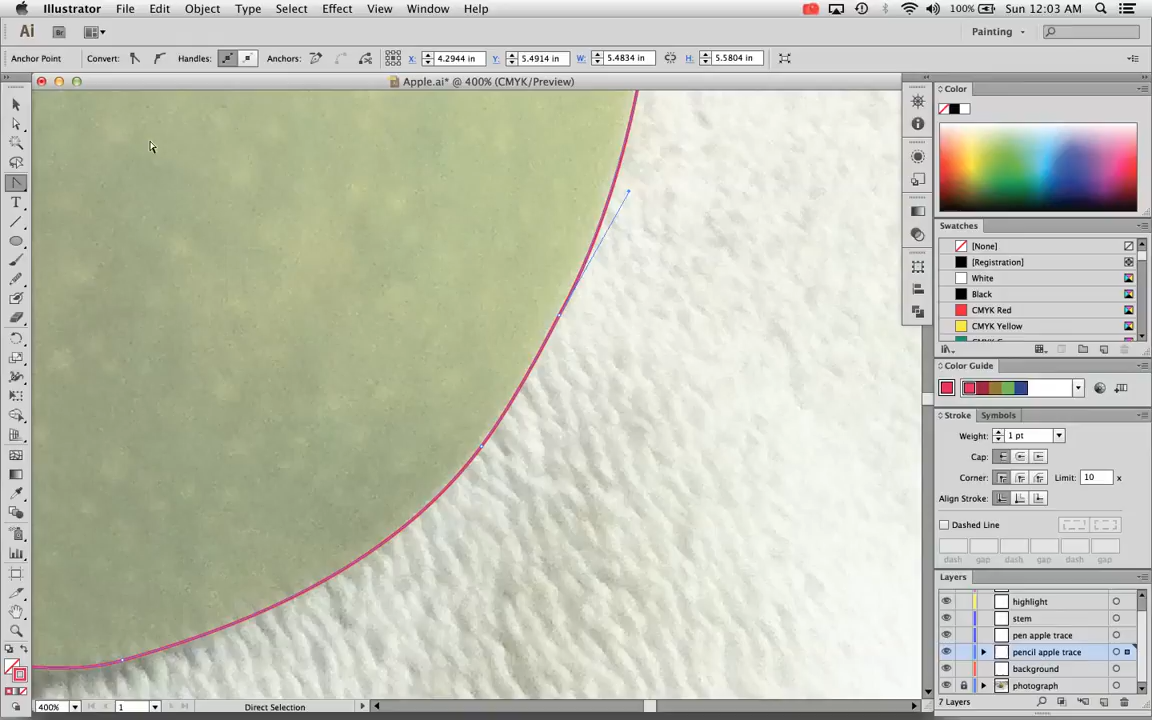 Illustrator File Edit Object Type Select Effect View Window Help 100% Sun 12:03 AM
Ai Br Painting
Anchor Point Convert: Handles: Anchors: X: 4.2944 in Y: 5.4914 in W: 5.4834 in H: 5.5804 in
Apple.ai* @ 400% (CMYK/Preview)
Color
Swatches
[None]
[Registration]
White
Black
CMYK Red
CMYK Yellow
Color Guide
Stroke Symbols
Weight: 1 pt
Cap:
Corner: Limit: 10 x
Align Stroke:
Dashed Line
dash gap dash gap dash gap
Layers
highlight
stem
pen apple trace
pencil apple trace
background
photograph
400% 1 Direct Selection 7 Layers